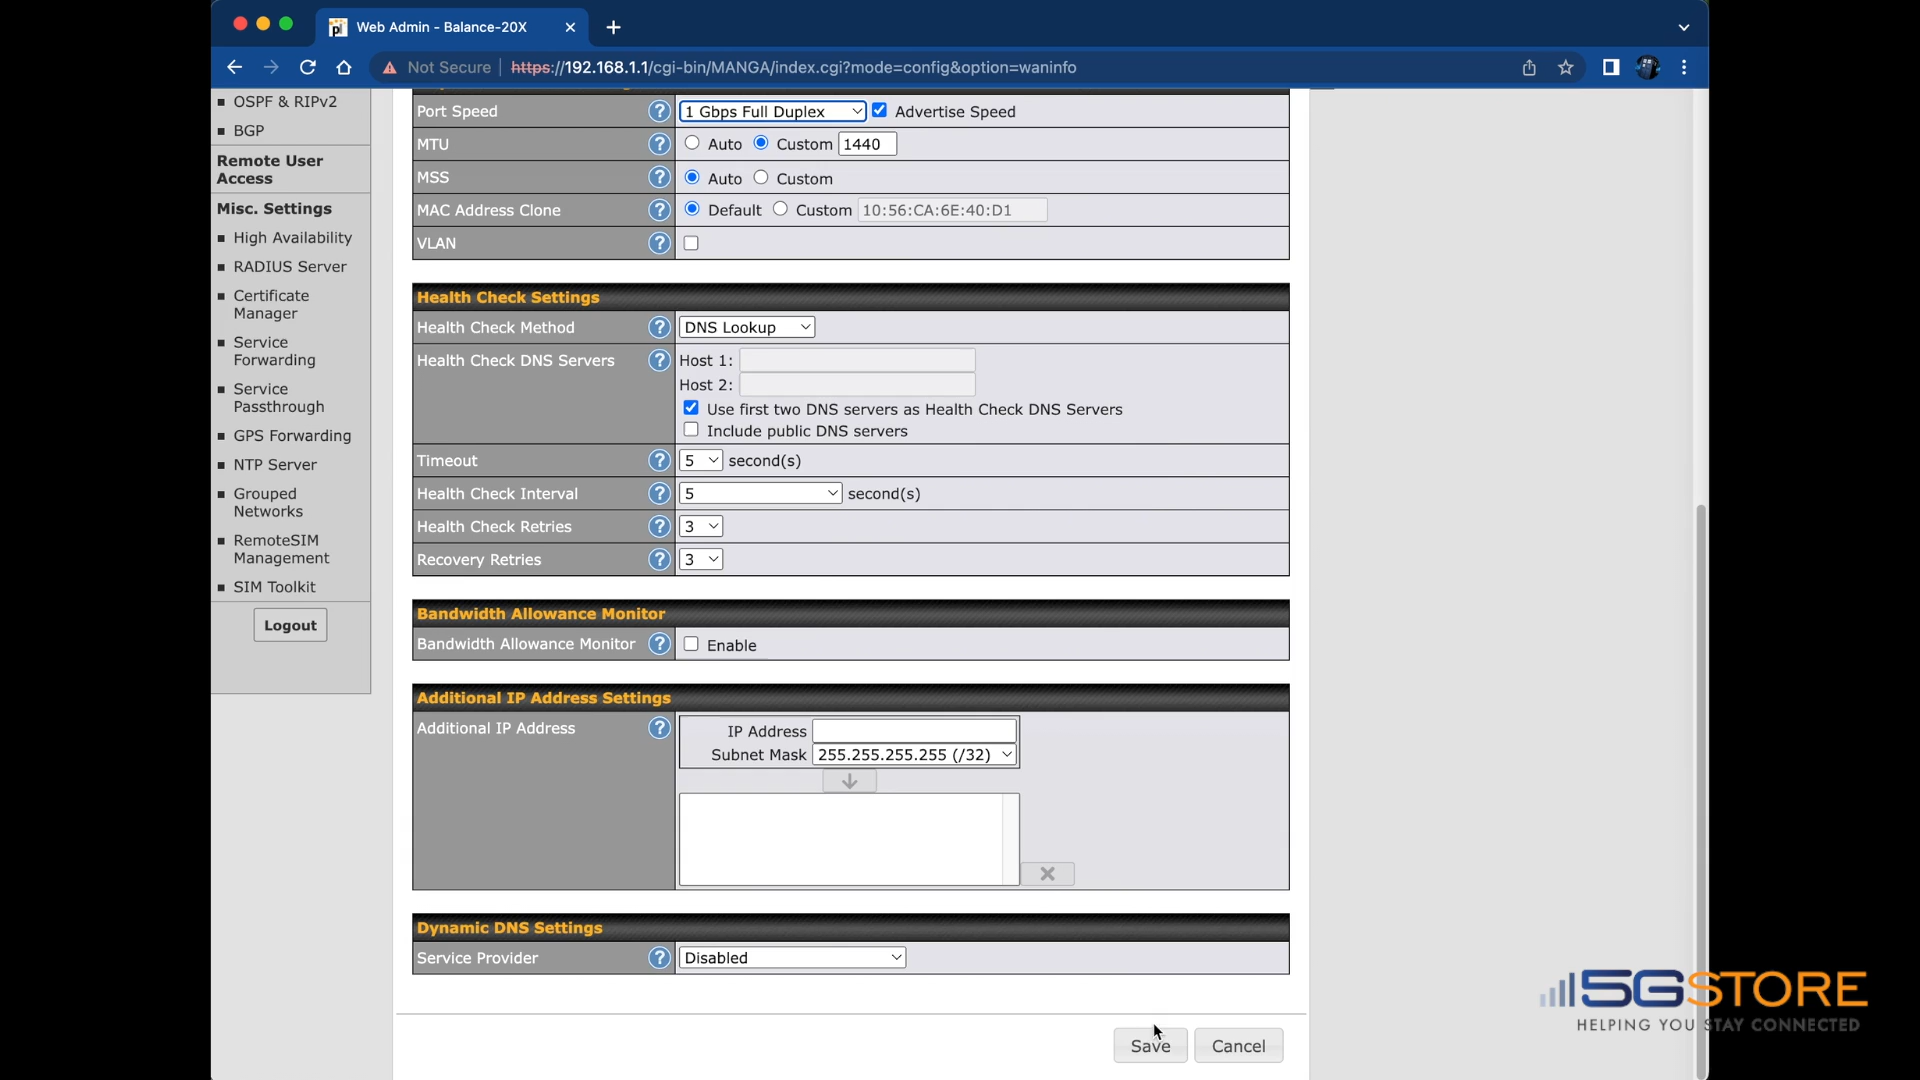 Web Admin - Balance-20X
Not Secure | https://192.168.1.1/cgi-bin/MANGA/index.cgi?mode=config&option=waninfo
OSPF & RIPv2
BGP
Remote User
Access
Misc. Settings
High Availability
RADIUS Server
Certificate
Manager
Service
Forwarding
Service
Passthrough
GPS Forwarding
NTP Server
Grouped
Networks
RemoteSIM
Management
SIM Toolkit
Logout
Port Speed ? 1 Gbps Full Duplex Advertise Speed
MTU ? Auto Custom 1440
MSS ? Auto Custom
MAC Address Clone ? Default Custom 10:56:CA:6E:40:D1
VLAN ?
Health Check Settings
Health Check Method ? DNS Lookup
Health Check DNS Servers ? Host 1:
Host 2:
Use first two DNS servers as Health Check DNS Servers
Include public DNS servers
Timeout ? 5 second(s)
Health Check Interval ? 5 second(s)
Health Check Retries ? 3
Recovery Retries ? 3
Bandwidth Allowance Monitor
Bandwidth Allowance Monitor ? Enable
Additional IP Address Settings
Additional IP Address ? IP Address
Subnet Mask 255.255.255.255 (/32)
Dynamic DNS Settings
Service Provider ? Disabled
Save Cancel
5GSTORE
HELPING YOU STAY CONNECTED